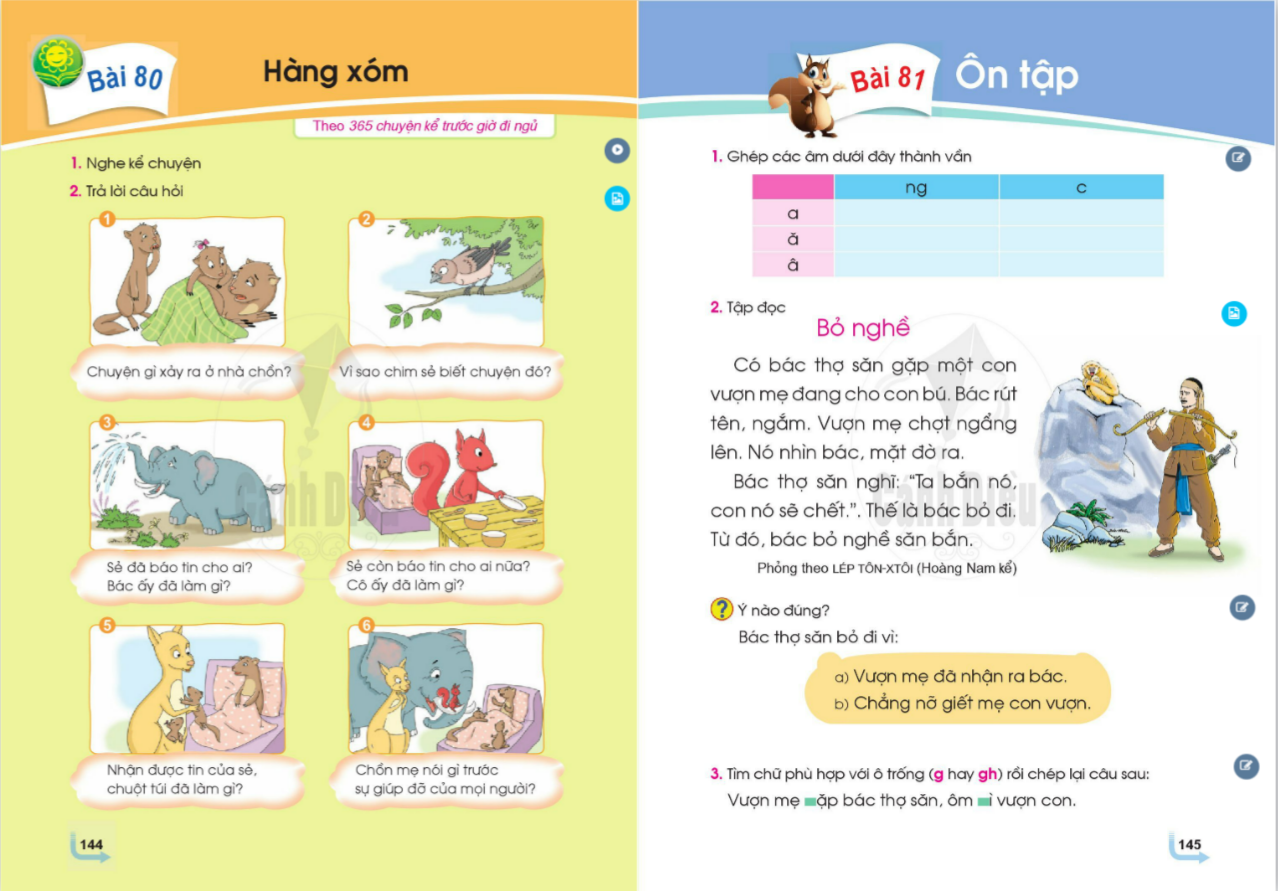 Bài 80
Hàng xóm
Theo 365 chuyện kể trước giờ đi ngủ
1. Nghe kể chuyện
2. Trả lời câu hỏi
1
2
Chuyện gì xảy ra ở nhà chồn?
Vì sao chim sẻ biết chuyện đó?
3
4
Sẻ đã báo tin cho ai?
Bác ấy đã làm gì?
Sẻ còn báo tin cho ai nữa?
Cô ấy đã làm gì?
5
6
Nhận được tin của sẻ,
chuột túi đã làm gì?
Chồn mẹ nói gì trước
sự giúp đỡ của mọi người?
144
Cánh Diều
Bài 81
Ôn tập
1. Ghép các âm dưới đây thành vần
ng c
a
ă
â
2. Tập đọc
Bỏ nghề
Có bác thợ săn gặp một con
vượn mẹ đang cho con bú. Bác rút
tên, ngắm. Vượn mẹ chợt ngẩng
lên. Nó nhìn bác, mặt đờ ra.
Bác thợ săn nghĩ: “Ta bắn nó,
con nó sẽ chết.”. Thế là bác bỏ đi.
Từ đó, bác bỏ nghề săn bắn.
Phỏng theo LÉP TÔN-XTÔI (Hoàng Nam kể)
Cánh Diều
? Ý nào đúng?
Bác thợ săn bỏ đi vì:
a) Vượn mẹ đã nhận ra bác.
b) Chẳng nỡ giết mẹ con vượn.
3. Tìm chữ phù hợp với ô trống (g hay gh) rồi chép lại câu sau:
Vượn mẹ ập bác thợ săn, ôm ì vượn con.
145